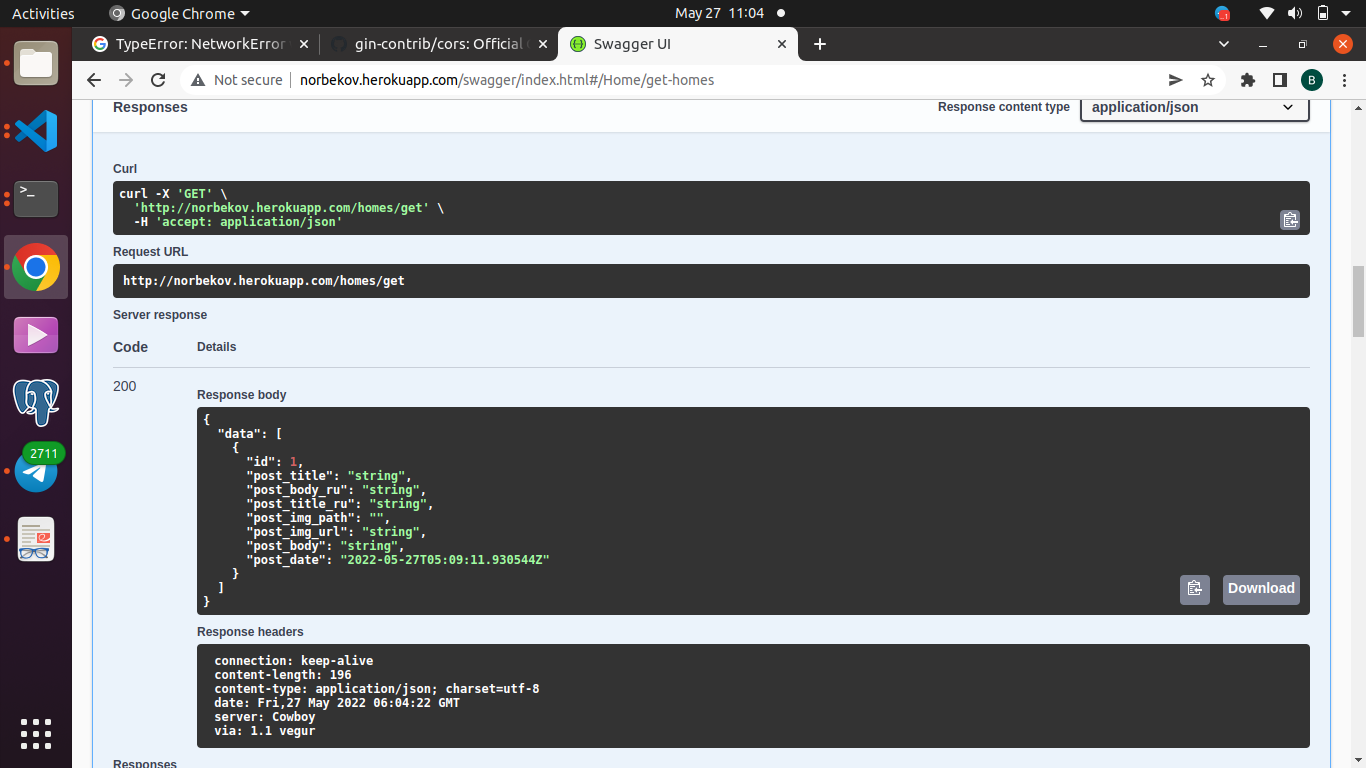 Activities
Google Chrome
May 27 11:04
1
TypeError: NetworkError
gin-contrib/cors: Official
Swagger UI
Not secure
norbekov.herokuapp.com/swagger/index.html#/Home/get-homes
B
Responses
Response content type
application/json
Curl
curl -X 'GET' \
'http://norbekov.herokuapp.com/homes/get' \
-H 'accept: application/json'
Request URL
http://norbekov.herokuapp.com/homes/get
Server response
Code
Details
200
Response body
{
"data": [
{
"id": 1,
"post_title": "string",
"post_body_ru": "string",
"post_title_ru": "string",
"post_img_path": "",
"post_img_url": "string",
"post_body": "string",
"post_date": "2022-05-27T05:09:11.930544Z"
}
]
}
Download
Response headers
connection: keep-alive
content-length: 196
content-type: application/json; charset=utf-8
date: Fri,27 May 2022 06:04:22 GMT
server: Cowboy
via: 1.1 vegur
Responses
>_
2711